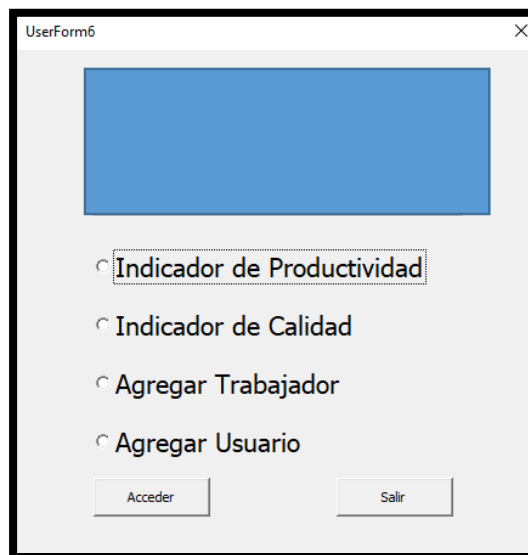 UserForm6
Indicador de Productividad
Indicador de Calidad
Agregar Trabajador
Agregar Usuario
Acceder Salir